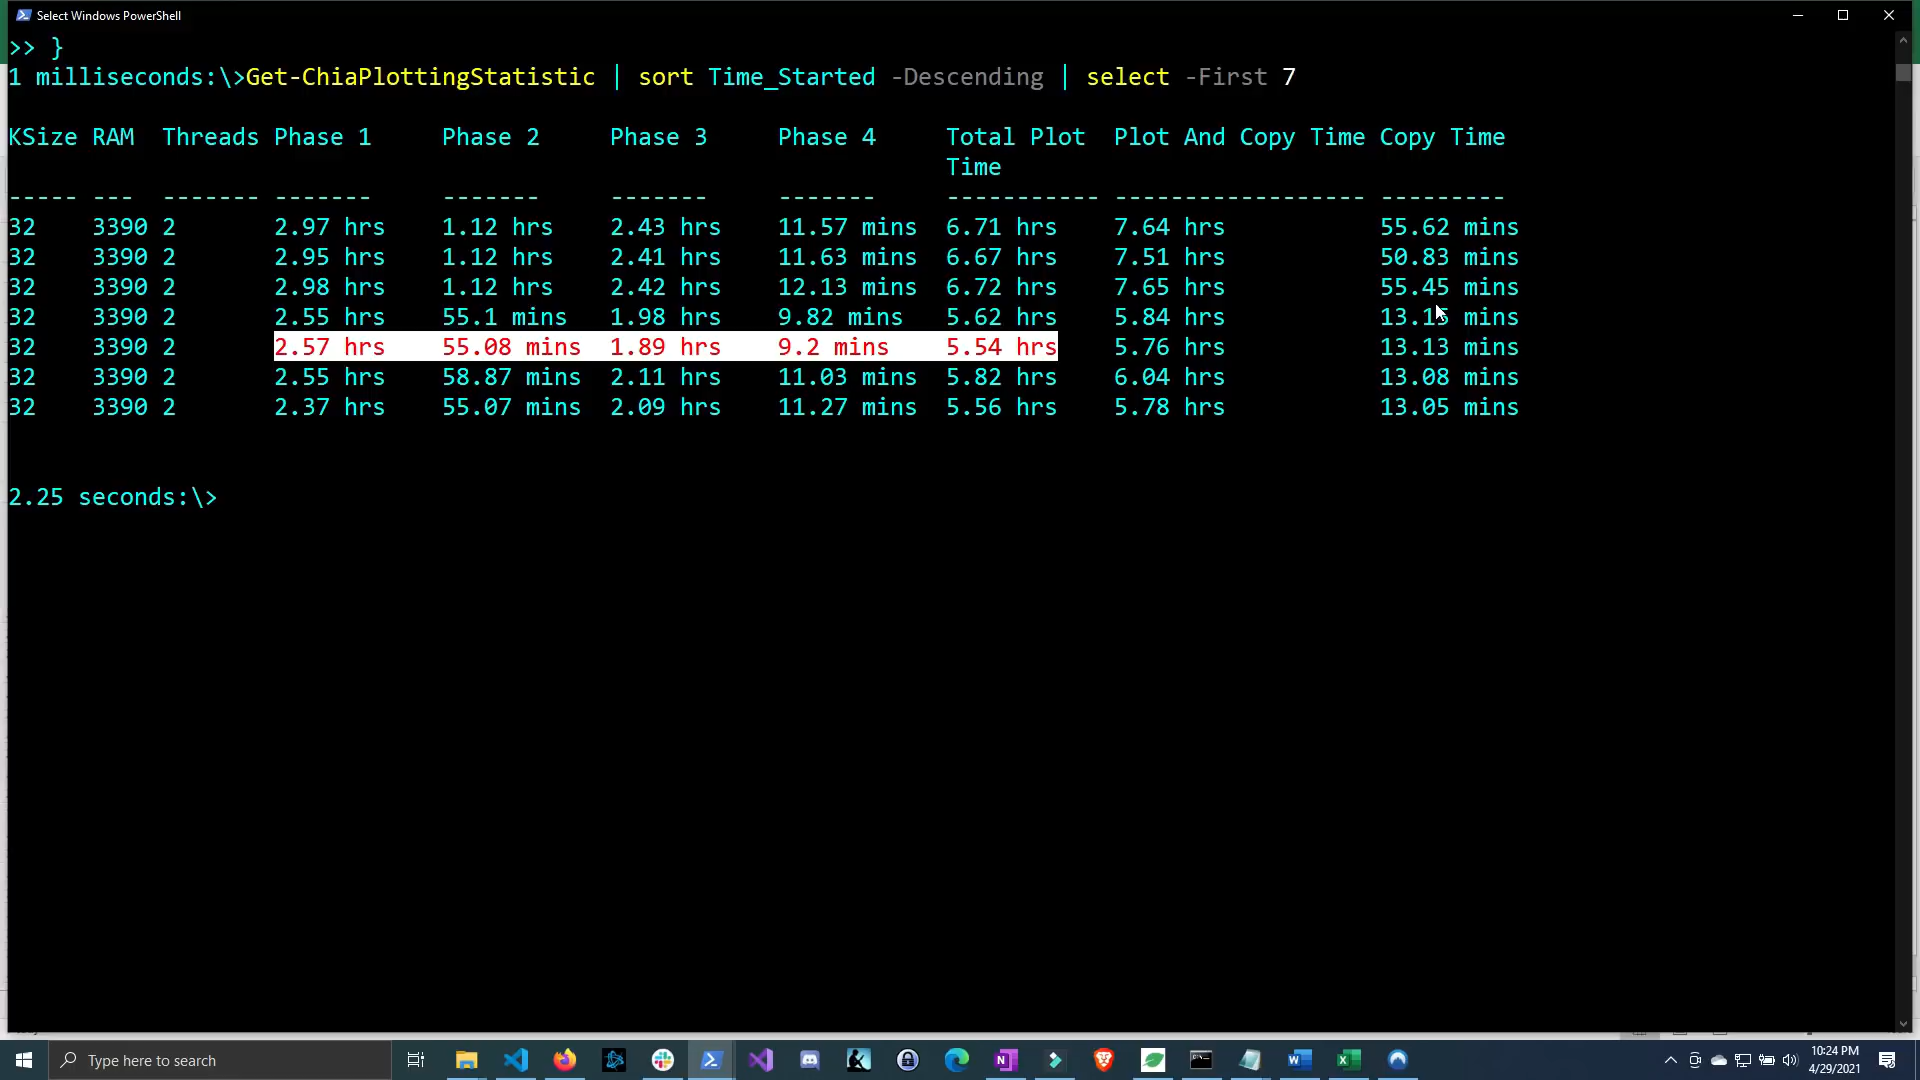 Select Windows PowerShell
>> }
1 milliseconds:\>Get-ChiaPlottingStatistic | sort Time_Started -Descending | select -First 7
KSize RAM Threads Phase 1 Phase 2 Phase 3 Phase 4 Total Plot Plot And Copy Time Copy Time
Time
----- --- ------- ------- ------- ------- ------- ----------- ------------------ ---------
32 3390 2 2.97 hrs 1.12 hrs 2.43 hrs 11.57 mins 6.71 hrs 7.64 hrs 55.62 mins
32 3390 2 2.95 hrs 1.12 hrs 2.41 hrs 11.63 mins 6.67 hrs 7.51 hrs 50.83 mins
32 3390 2 2.98 hrs 1.12 hrs 2.42 hrs 12.13 mins 6.72 hrs 7.65 hrs 55.45 mins
32 3390 2 2.55 hrs 55.1 mins 1.98 hrs 9.82 mins 5.62 hrs 5.84 hrs 13.15 mins
32 3390 2 2.57 hrs 55.08 mins 1.89 hrs 9.2 mins 5.54 hrs 5.76 hrs 13.13 mins
32 3390 2 2.55 hrs 58.87 mins 2.11 hrs 11.03 mins 5.82 hrs 6.04 hrs 13.08 mins
32 3390 2 2.37 hrs 55.07 mins 2.09 hrs 11.27 mins 5.56 hrs 5.78 hrs 13.05 mins
2.25 seconds:\>
Type here to search
10:24 PM
4/29/2021